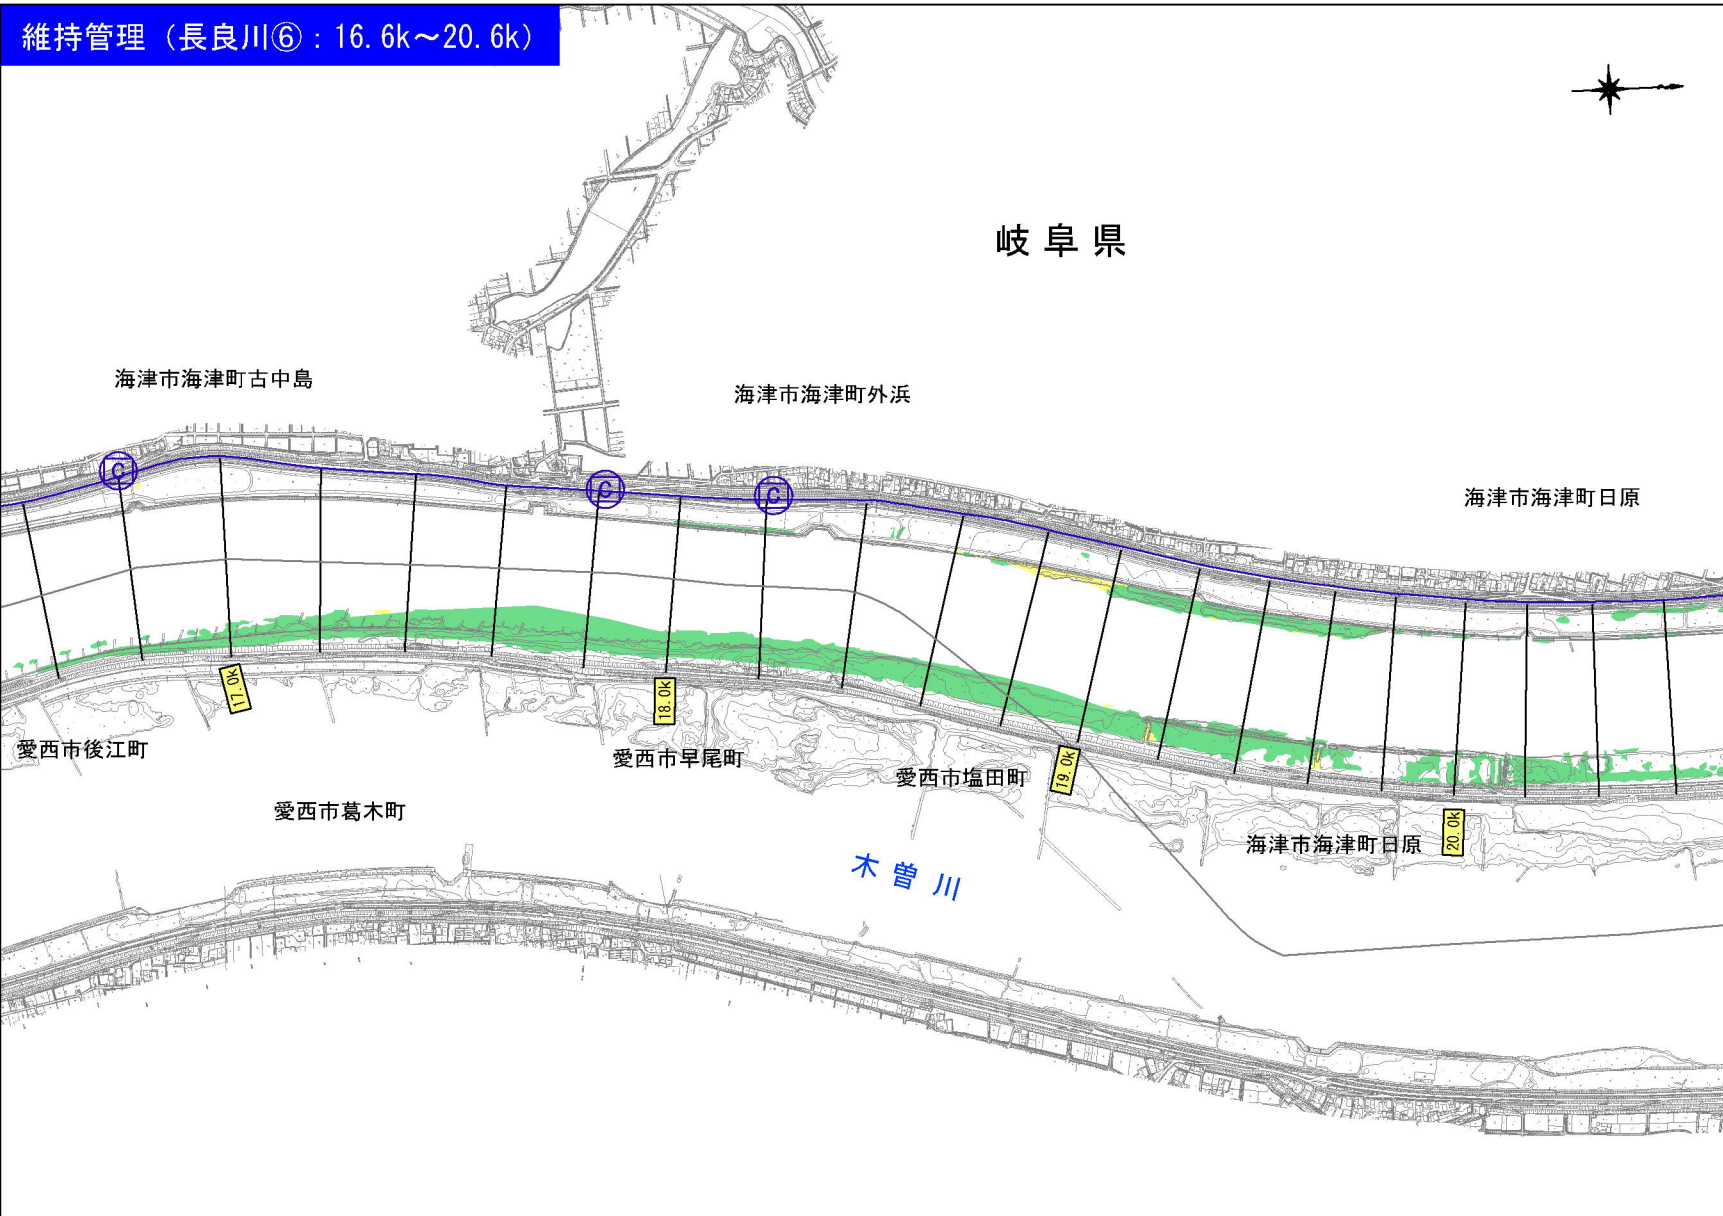 維持管理（長良川⑥：16.6k～20.6k）
岐阜県
海津市海津町古中島
海津市海津町外浜
海津市海津町日原
C
C
C
17.0k
18.0k
19.0k
20.0k
愛西市後江町
愛西市早尾町
愛西市塩田町
愛西市葛木町
海津市海津町日原
木曽川